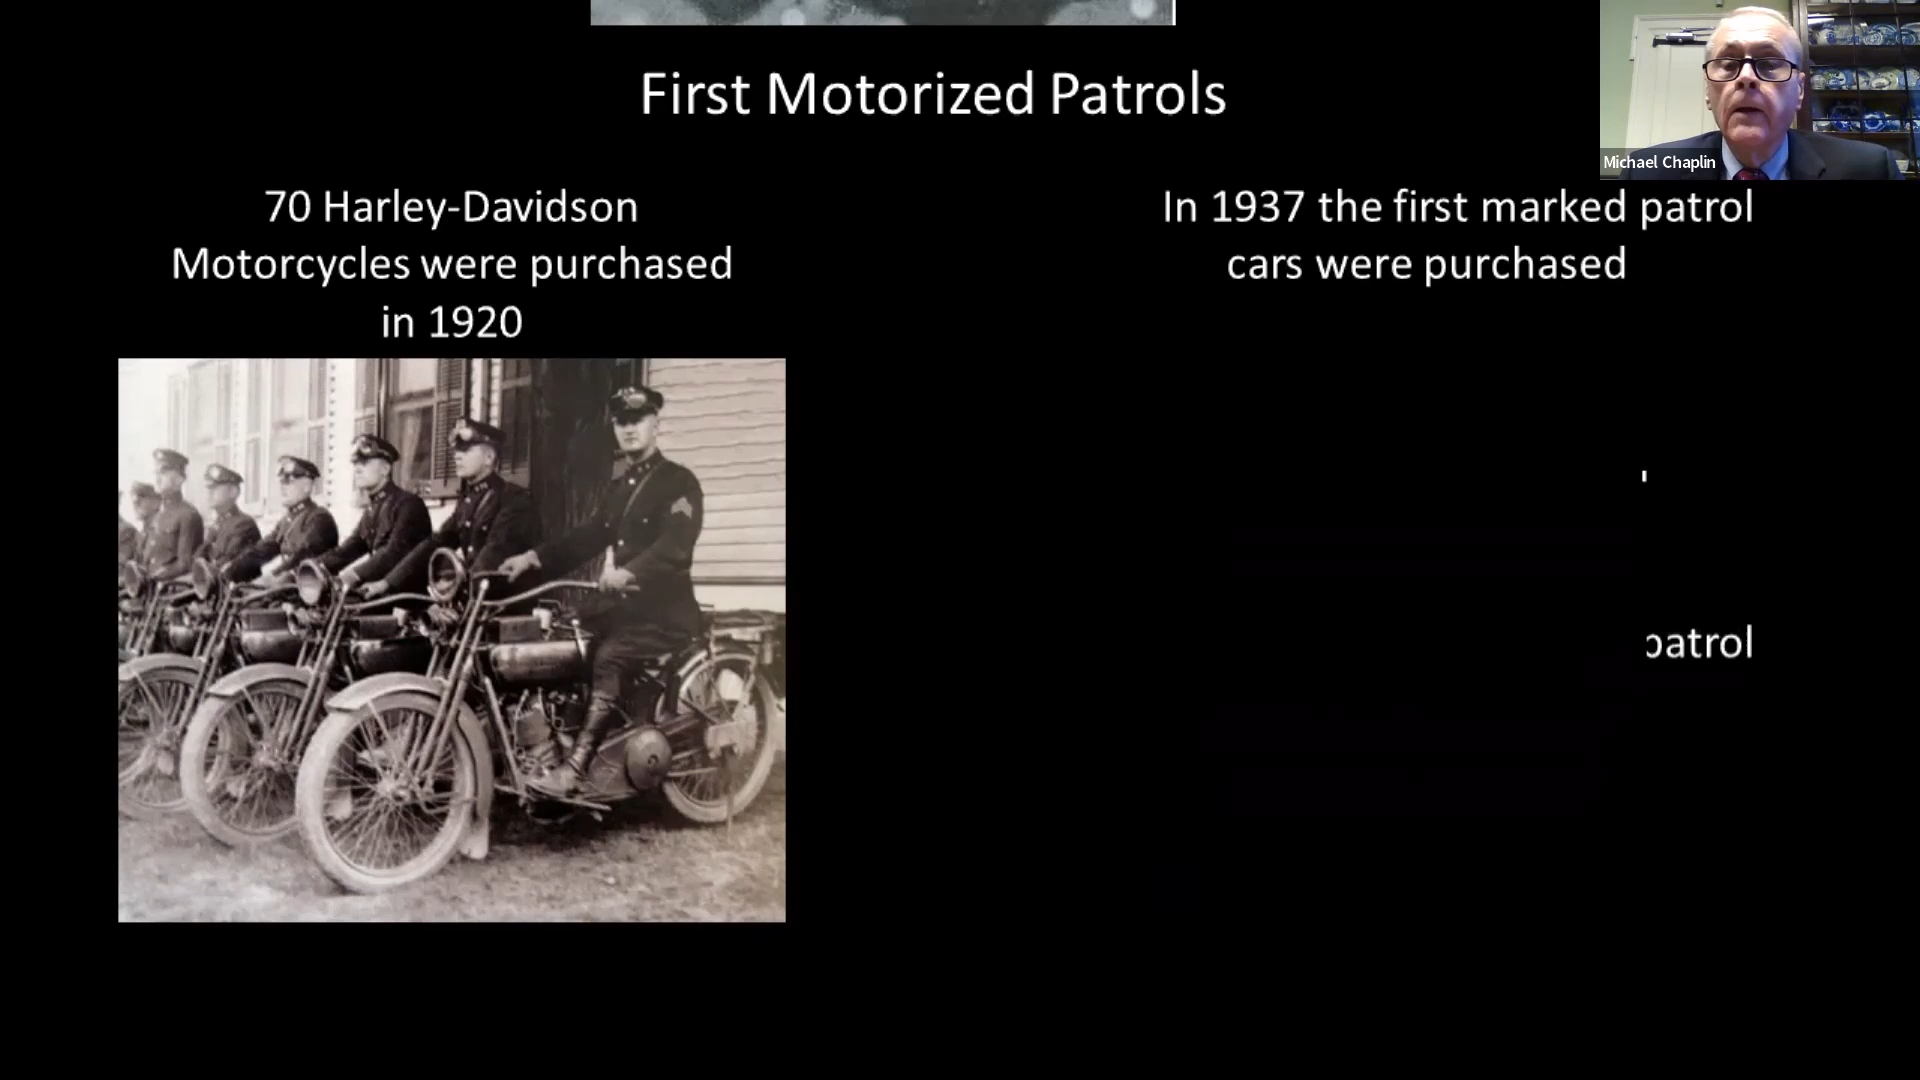 First Motorized Patrols
70 Harley-Davidson
Motorcycles were purchased
in 1920
In 1937 the first marked patrol
cars were purchased
patrol
Michael Chaplin